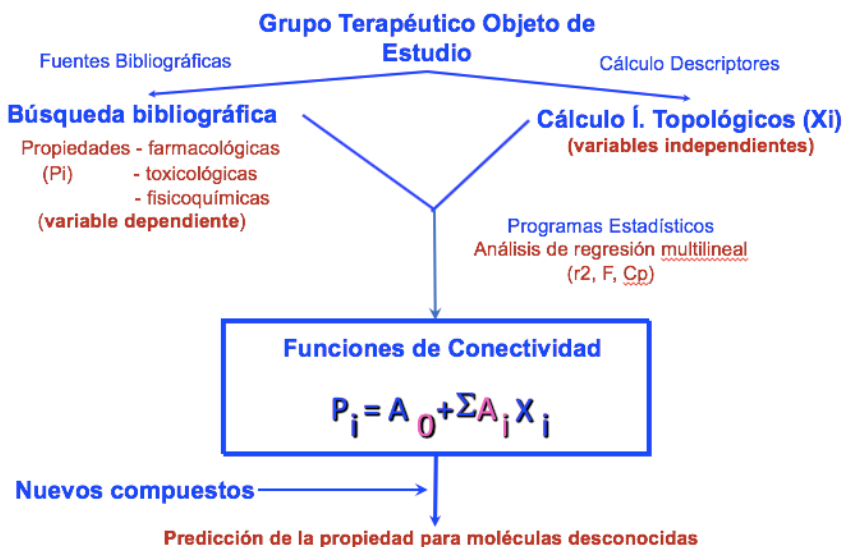 Grupo Terapéutico Objeto de
Estudio
Fuentes Bibliográficas
Cálculo Descriptores
Búsqueda bibliográfica
Cálculo Í. Topológicos (Xi)
(variables independientes)
Propiedades - farmacológicas
(Pi) - toxicológicas
- fisicoquímicas
(variable dependiente)
Programas Estadísticos
Análisis de regresión multilineal
(r2, F, Cp)
Funciones de Conectividad
Pi = A0+ΣAiXi
Nuevos compuestos
Predicción de la propiedad para moléculas desconocidas